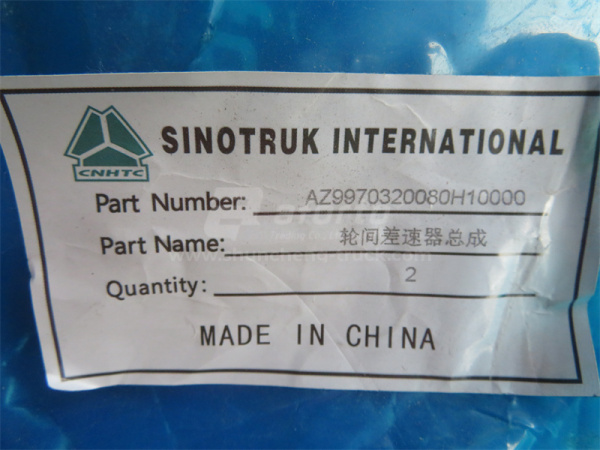 SINOTRUK INTERNATIONAL
CNHTC
Part Number: AZ9970320080H10000
Part Name: 轮间差速器总成
Quantity: 2
MADE IN CHINA